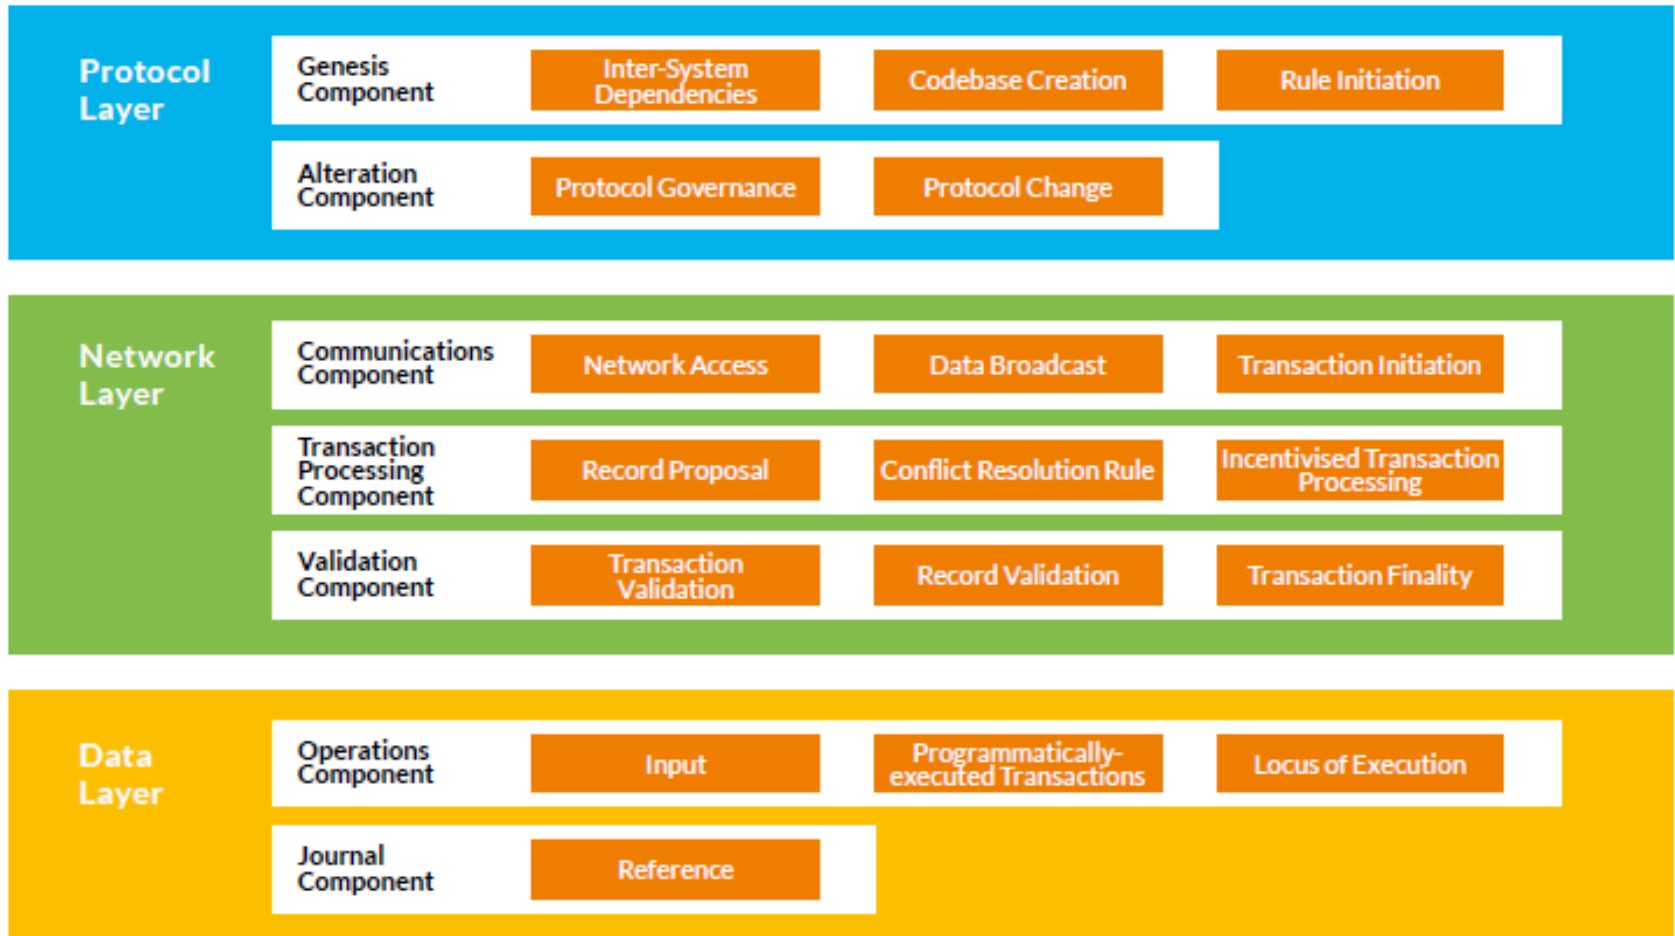 Protocol
Layer
Genesis
Component
Inter-System
Dependencies
Codebase Creation
Rule Initiation
Alteration
Component
Protocol Governance
Protocol Change
Network
Layer
Communications
Component
Network Access
Data Broadcast
Transaction Initiation
Transaction
Processing
Component
Record Proposal
Conflict Resolution Rule
Incentivised Transaction
Processing
Validation
Component
Transaction
Validation
Record Validation
Transaction Finality
Data
Layer
Operations
Component
Input
Programmatically-
executed Transactions
Locus of Execution
Journal
Component
Reference